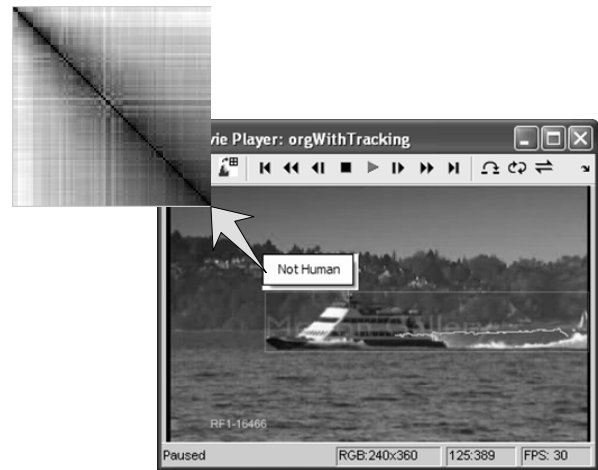 vie Player: orgWithTracking
Not Human
RF1-16466
Paused RGB:240x360 125:389 FPS: 30